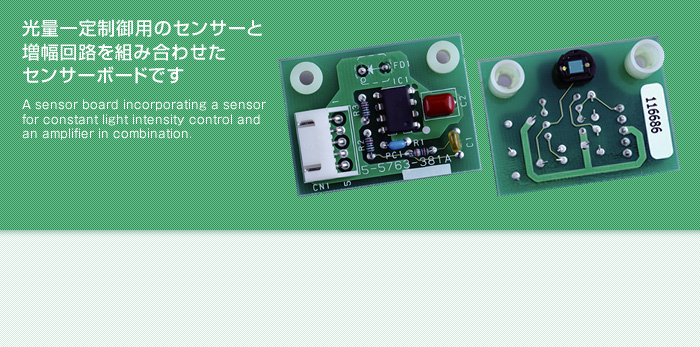 光量一定制御用のセンサーと
増幅回路を組み合わせた
センサーボードです
A sensor board incorporating a sensor
for constant light intensity control and
an amplifier in combination.
FD1
IC1
R3
C2
R2
R1
PC1
C1
5-5763-381A
CN1
5
116686